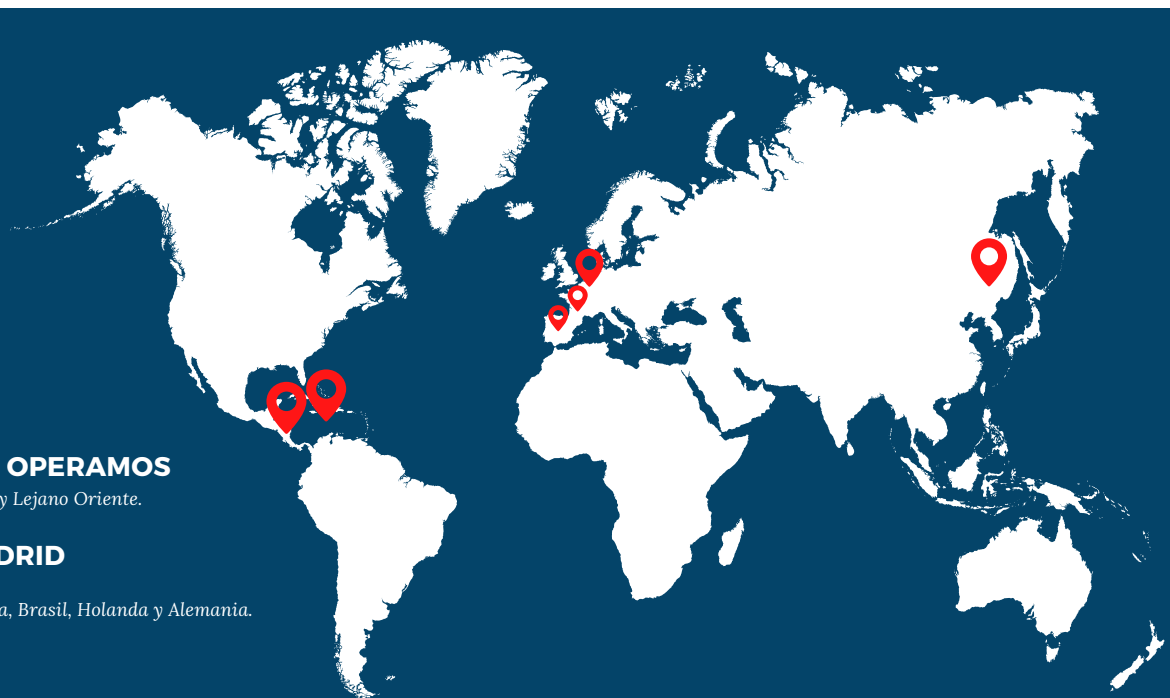 OPERAMOS
y Lejano Oriente.
DRID
a, Brasil, Holanda y Alemania.